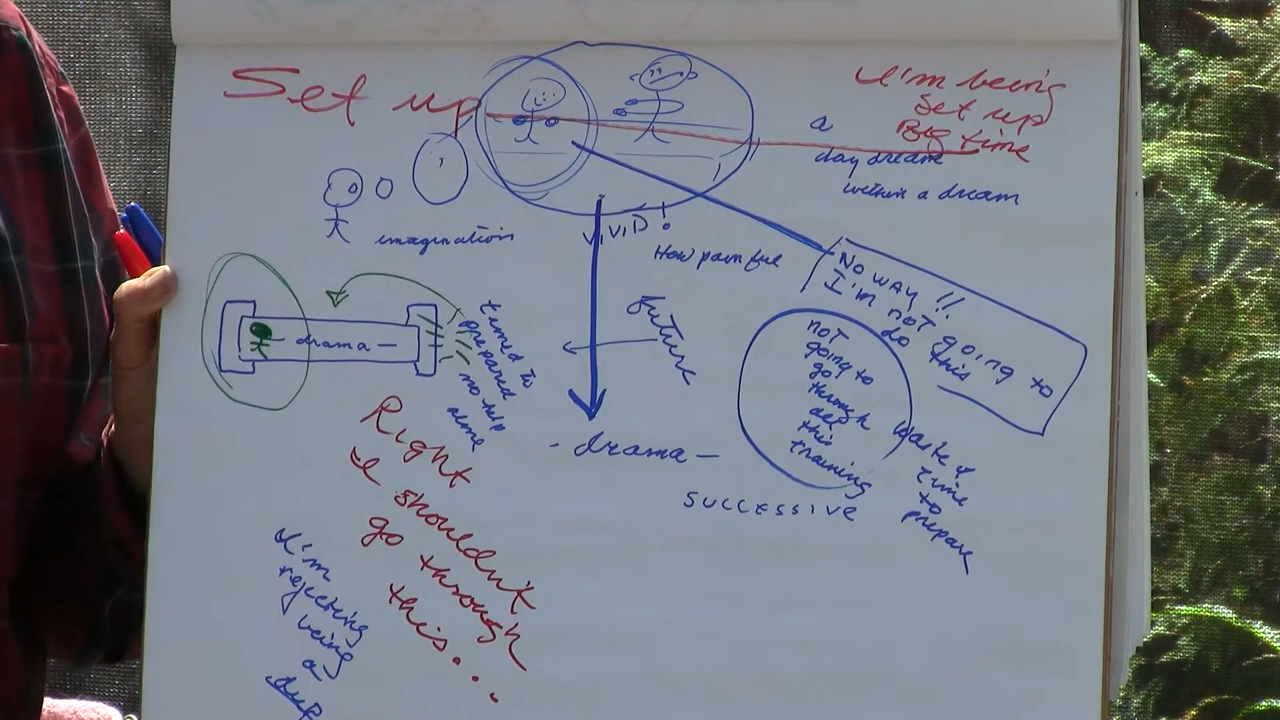 Set up
I'm being
Set up
Big time
a
day dream
within a dream
imagination
VIVID!
How painful
No WAY!!
I'm not going to
do this
future
- drama -
turned to
prepared
no help
alone
not
going to
go
through
all
this
training
- drama -
waste of
time
to
prepare
SUCCESSIVE
Right
I shouldn't
go through
this...
I'm
rejecting
being
a